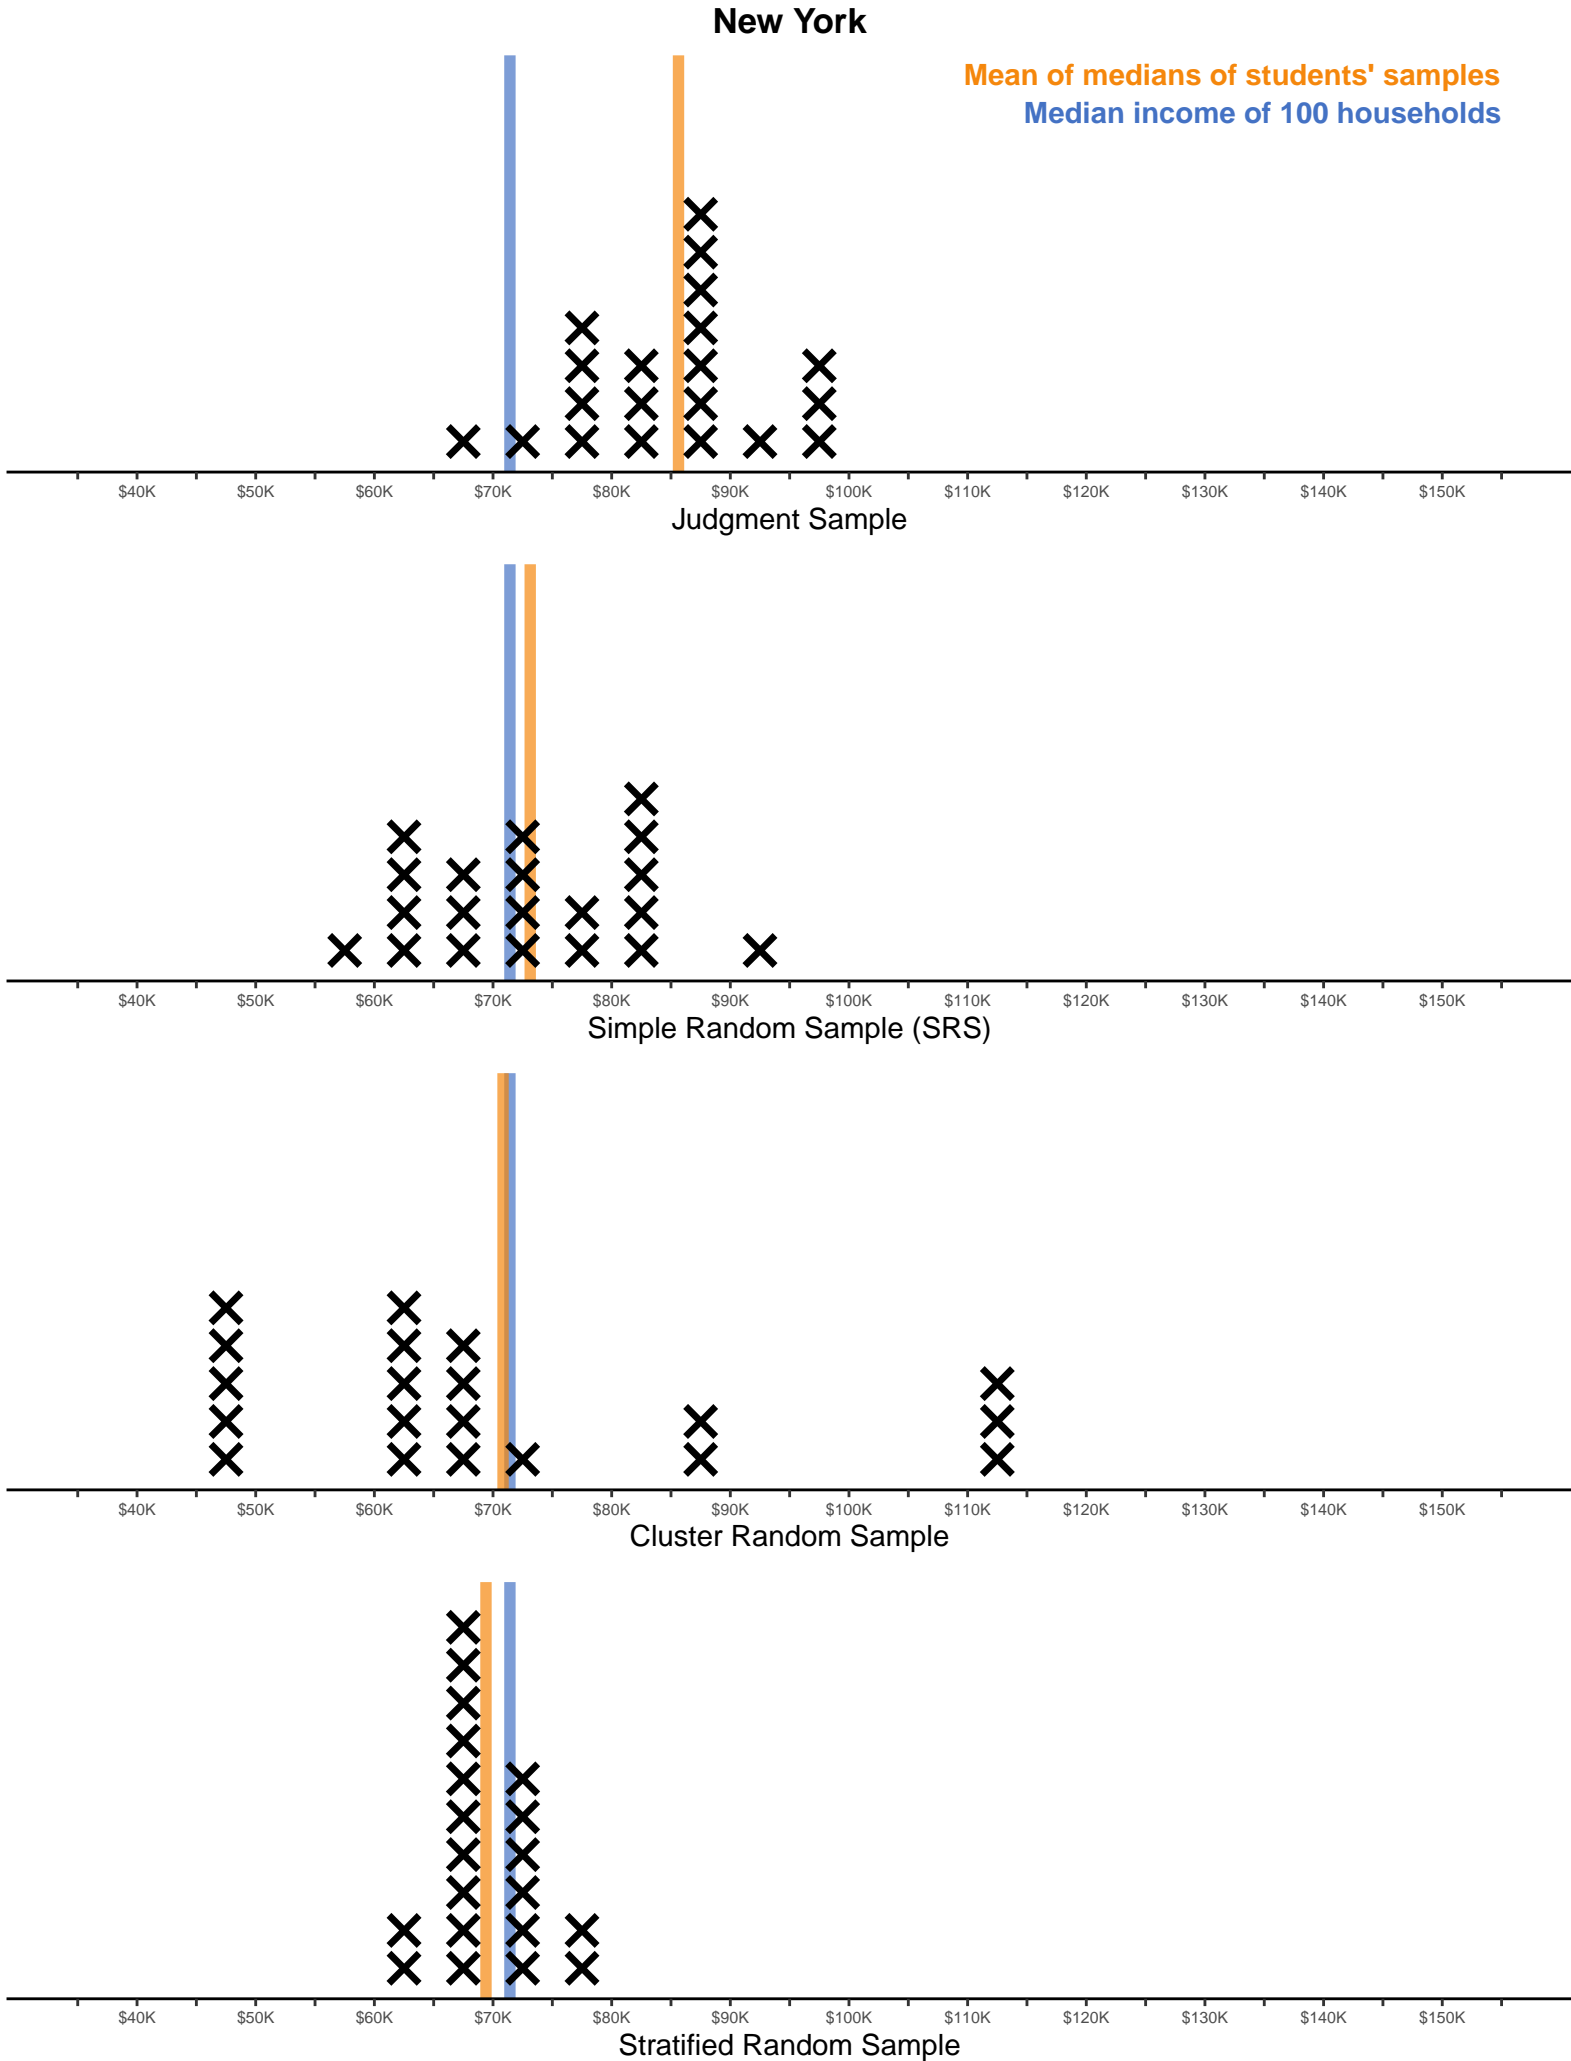 New York
Mean of medians of students' samples
Median income of 100 households
$40K $50K $60K $70K $80K $90K $100K $110K $120K $130K $140K $150K
Judgment Sample
$40K $50K $60K $70K $80K $90K $100K $110K $120K $130K $140K $150K
Simple Random Sample (SRS)
$40K $50K $60K $70K $80K $90K $100K $110K $120K $130K $140K $150K
Cluster Random Sample
$40K $50K $60K $70K $80K $90K $100K $110K $120K $130K $140K $150K
Stratified Random Sample